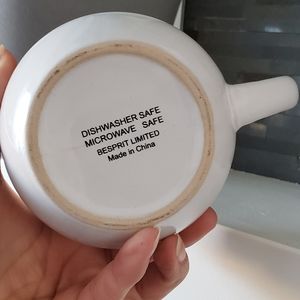 DISHWASHER SAFE
MICROWAVE SAFE
BESPRIT LIMITED
Made in China